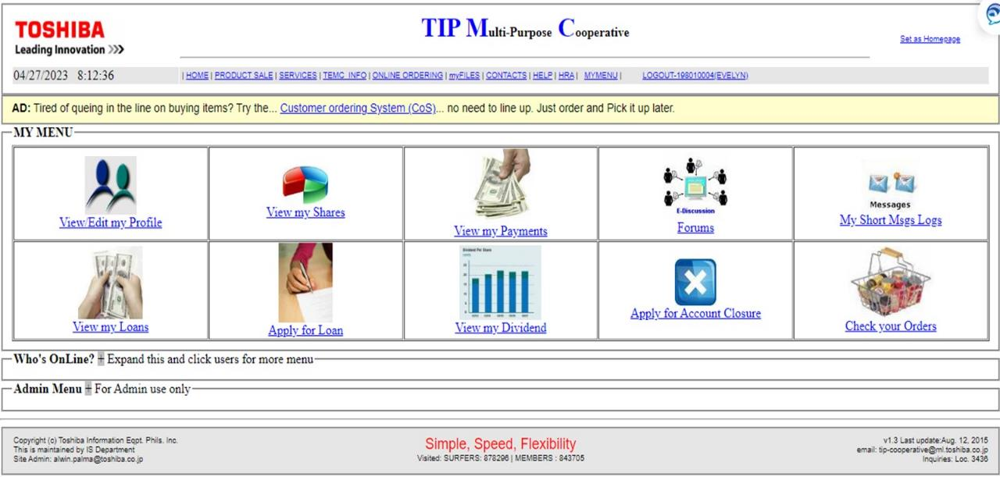 TOSHIBA
Leading Innovation >>>
TIP Multi-Purpose Cooperative
Set as Homepage
04/27/2023 8:12:36
| HOME | PRODUCT SALE | SERVICES | TEMC_INFO | ONLINE ORDERING | myFILES | CONTACTS | HELP | HRA | MYMENU | LOGOUT-198010004(EVELYN)
AD: Tired of queing in the line on buying items? Try the... Customer ordering System (CoS)... no need to line up. Just order and Pick it up later.
MY MENU
View/Edit my Profile
View my Shares
View my Payments
E-Discussion
Forums
Messages
My Short Msgs Logs
View my Loans
Apply for Loan
Dividend Per Share
View my Dividend
Apply for Account Closure
Check your Orders
Who's OnLine? + Expand this and click users for more menu
Admin Menu + For Admin use only
Copyright (c) Toshiba Information Eqpt. Phils. Inc.
This is maintained by IS Department
Site Admin: alwin.palma@toshiba.co.jp
Simple, Speed, Flexibility
Visited: SURFERS: 878296 | MEMBERS : 843705
v1.3 Last update:Aug. 12, 2015
email: tip-cooperative@ml.toshiba.co.jp
Inquiries: Loc. 3436